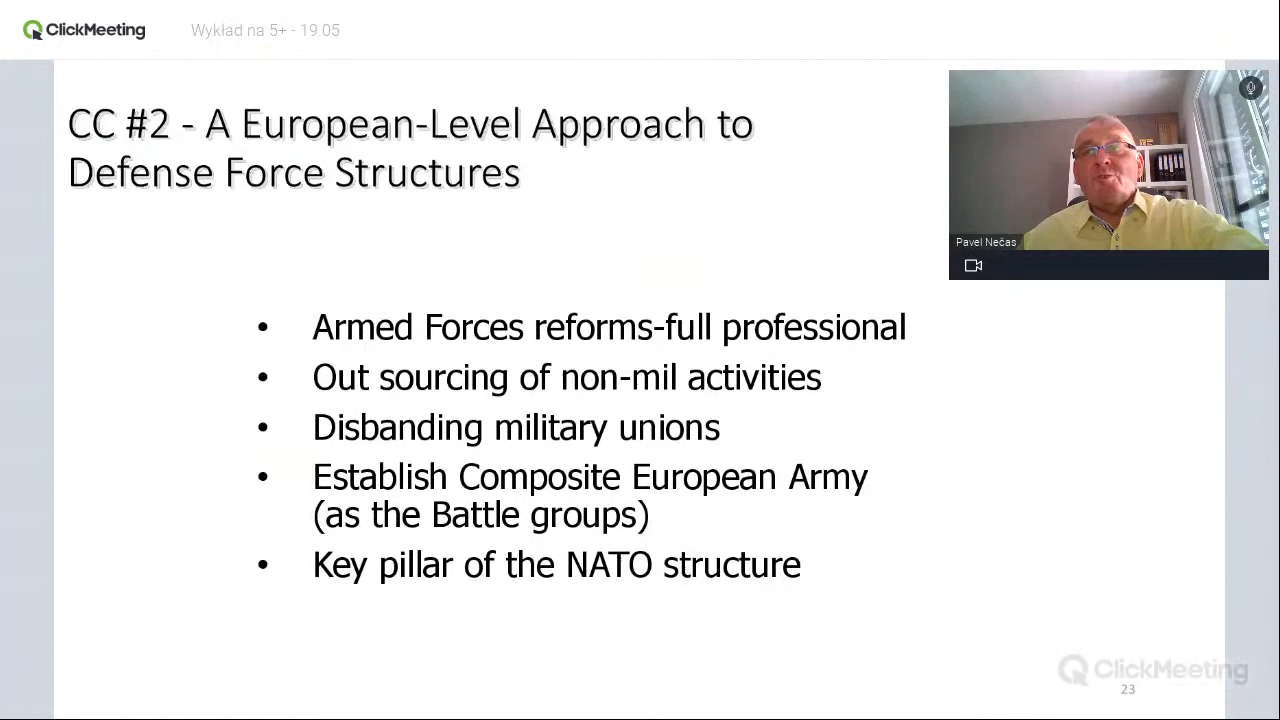 ClickMeeting
Wykład na 5+ - 19.05
CC #2 - A European-Level Approach to
Defense Force Structures
Pavel Nečas
• Armed Forces reforms-full professional
• Out sourcing of non-mil activities
• Disbanding military unions
• Establish Composite European Army
(as the Battle groups)
• Key pillar of the NATO structure
ClickMeeting
23